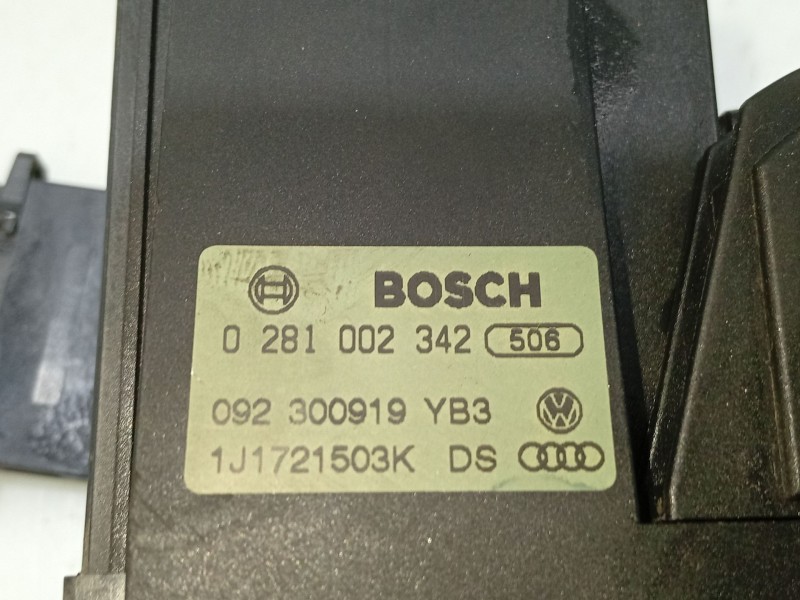 BOSCH
0 281 002 342 506
092 300919 YB3
1J1721503K DS